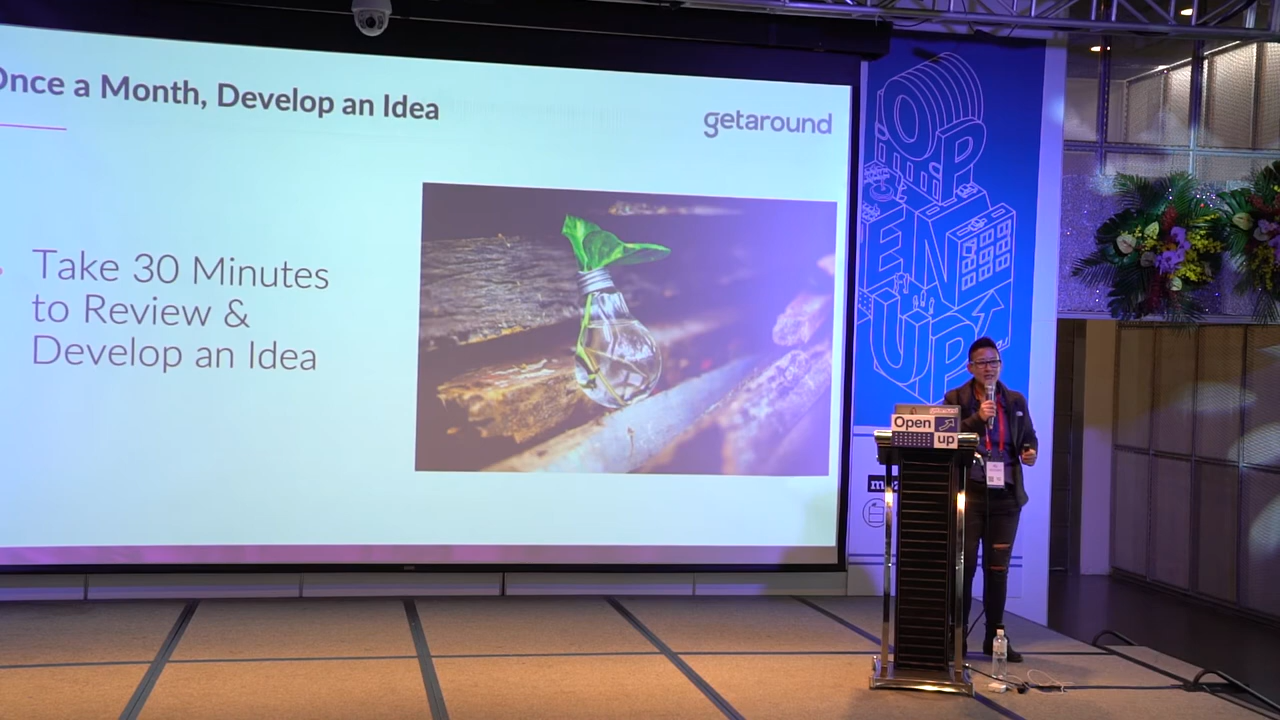 Once a Month, Develop an Idea
getaround
Take 30 Minutes
to Review &
Develop an Idea
OP
EN
UP
Open
up